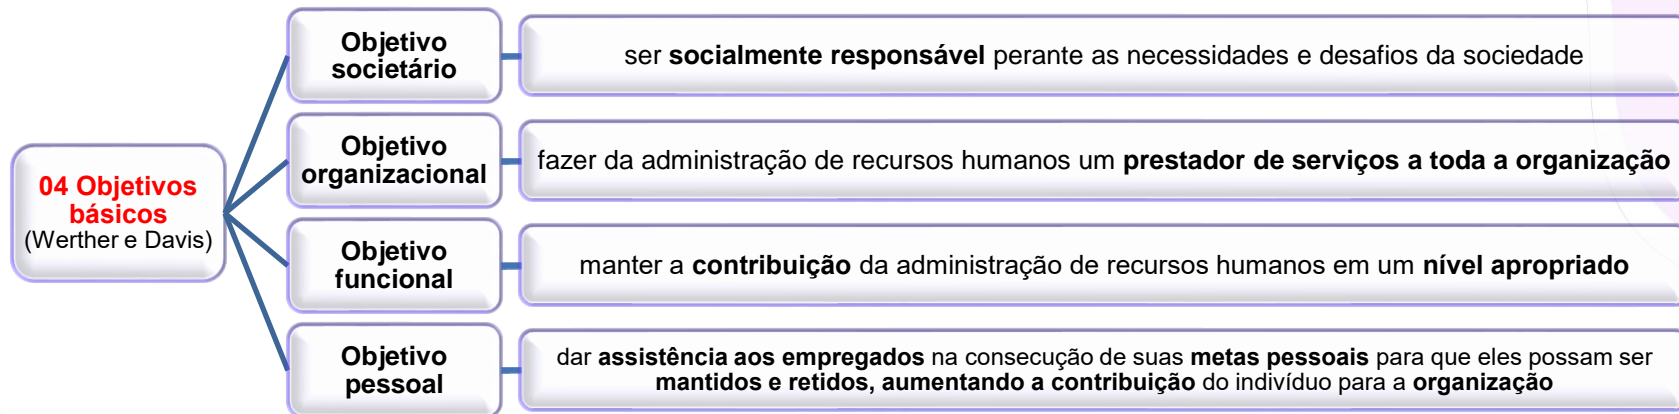 04 Objetivos
básicos
(Werther e Davis)
Objetivo
societário
ser socialmente responsável perante as necessidades e desafios da sociedade
Objetivo
organizacional
fazer da administração de recursos humanos um prestador de serviços a toda a organização
Objetivo
funcional
manter a contribuição da administração de recursos humanos em um nível apropriado
Objetivo
pessoal
dar assistência aos empregados na consecução de suas metas pessoais para que eles possam ser
mantidos e retidos, aumentando a contribuição do indivíduo para a organização